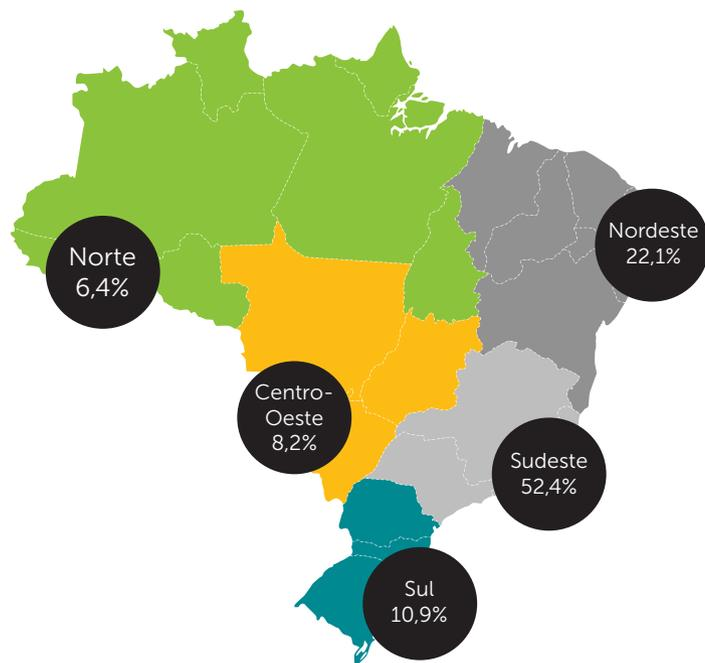 Norte
6,4%
Nordeste
22,1%
Centro-
Oeste
8,2%
Sudeste
52,4%
Sul
10,9%